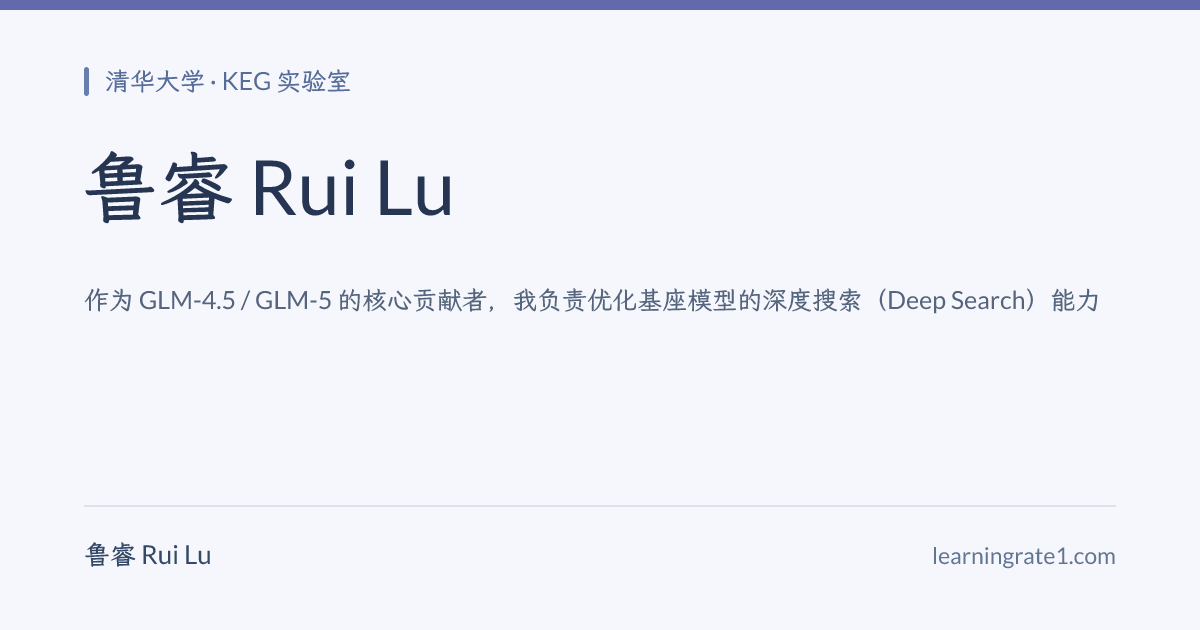 清华大学 · KEG 实验室
鲁睿 Rui Lu
作为 GLM-4.5 / GLM-5 的核心贡献者，我负责优化基座模型的深度搜索（Deep Search）能力
鲁睿 Rui Lu
learningrate1.com